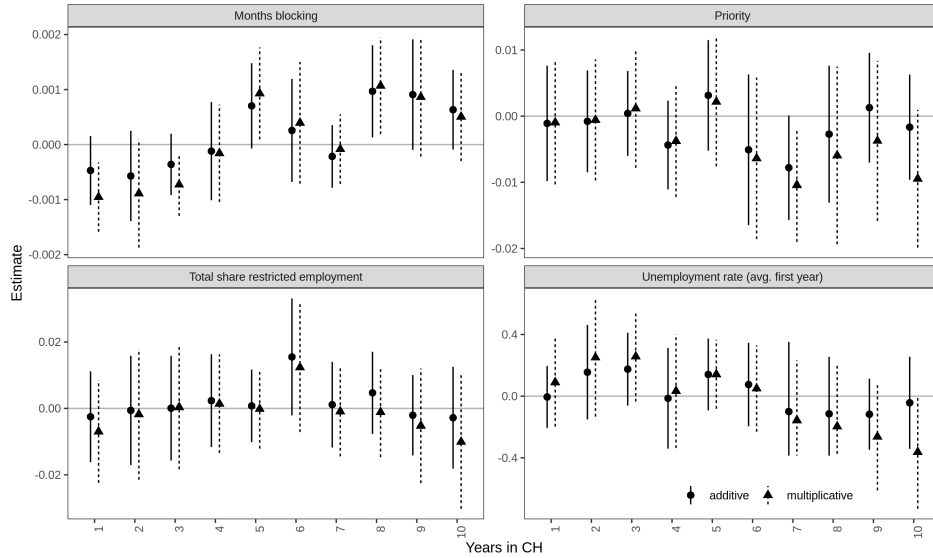 Months blocking
Priority
0.002
0.001
0.000
-0.001
-0.002
0.01
0.00
-0.01
-0.02
Estimate
Total share restricted employment
Unemployment rate (avg. first year)
0.02
0.00
-0.02
0.4
0.0
-0.4
additive
multiplicative
1 2 3 4 5 6 7 8 9 10
1 2 3 4 5 6 7 8 9 10
Years in CH